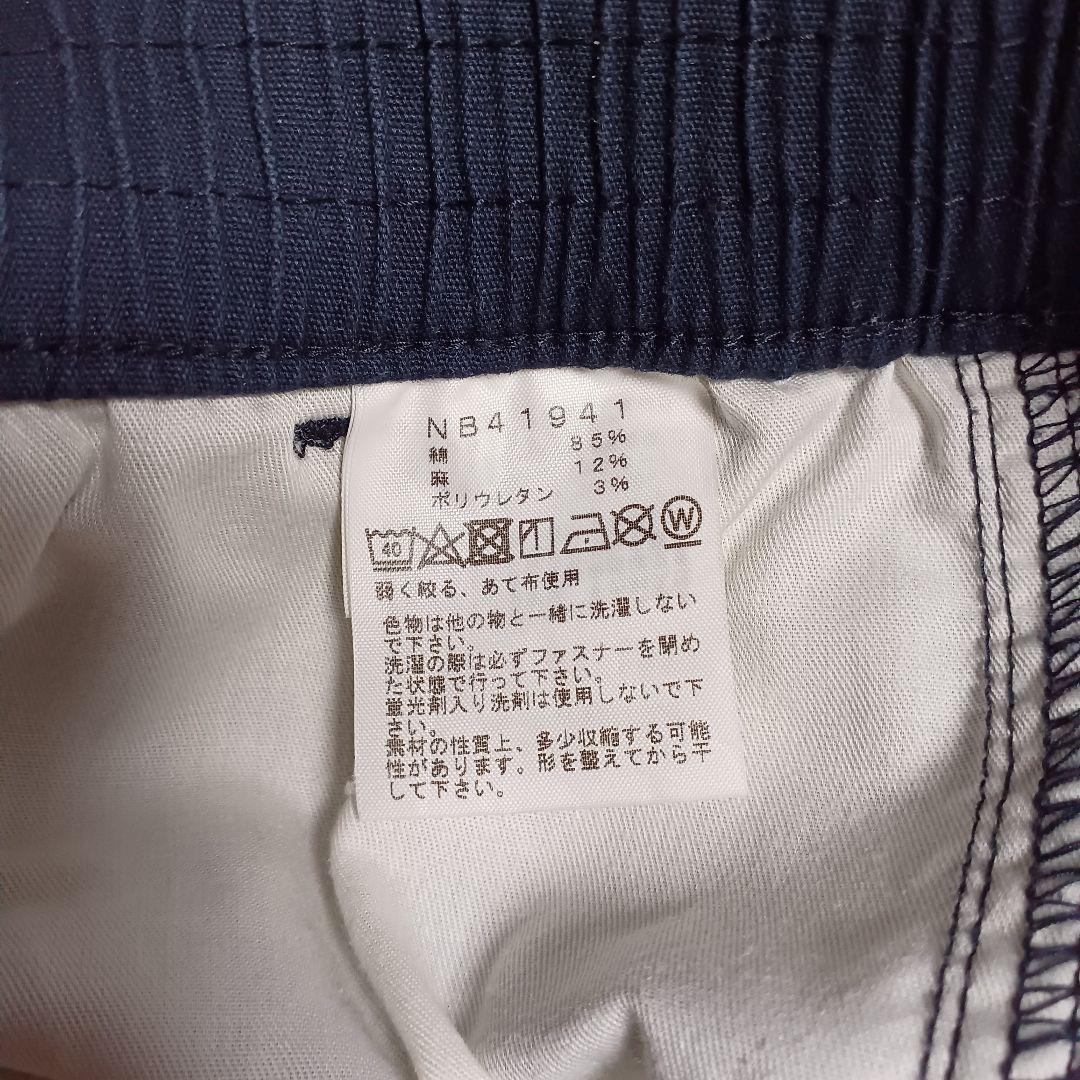 NB41941
綿 85%
麻 12%
ポリウレタン 3%
40 W
弱く絞る、あて布使用
色物は他の物と一緒に洗濯しない
で下さい。
洗濯の際は必ずファスナーを閉め
た状態で行って下さい。
蛍光剤入り洗剤は使用しないで下
さい。
素材の性質上、多少収縮する可能
性があります。形を整えてから干
して下さい。